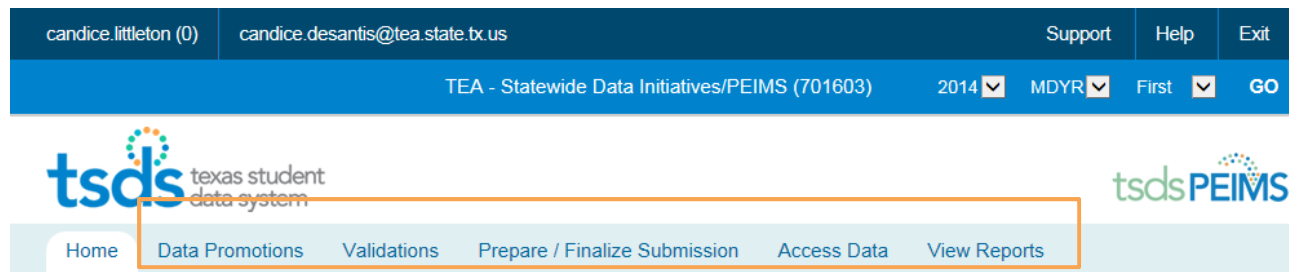 candice.littleton (0) candice.desantis@tea.state.tx.us Support Help Exit
TEA - Statewide Data Initiatives/PEIMS (701603) 2014 MDYR First GO
tsds texas student
data system
tsds PEIMS
Home Data Promotions Validations Prepare / Finalize Submission Access Data View Reports